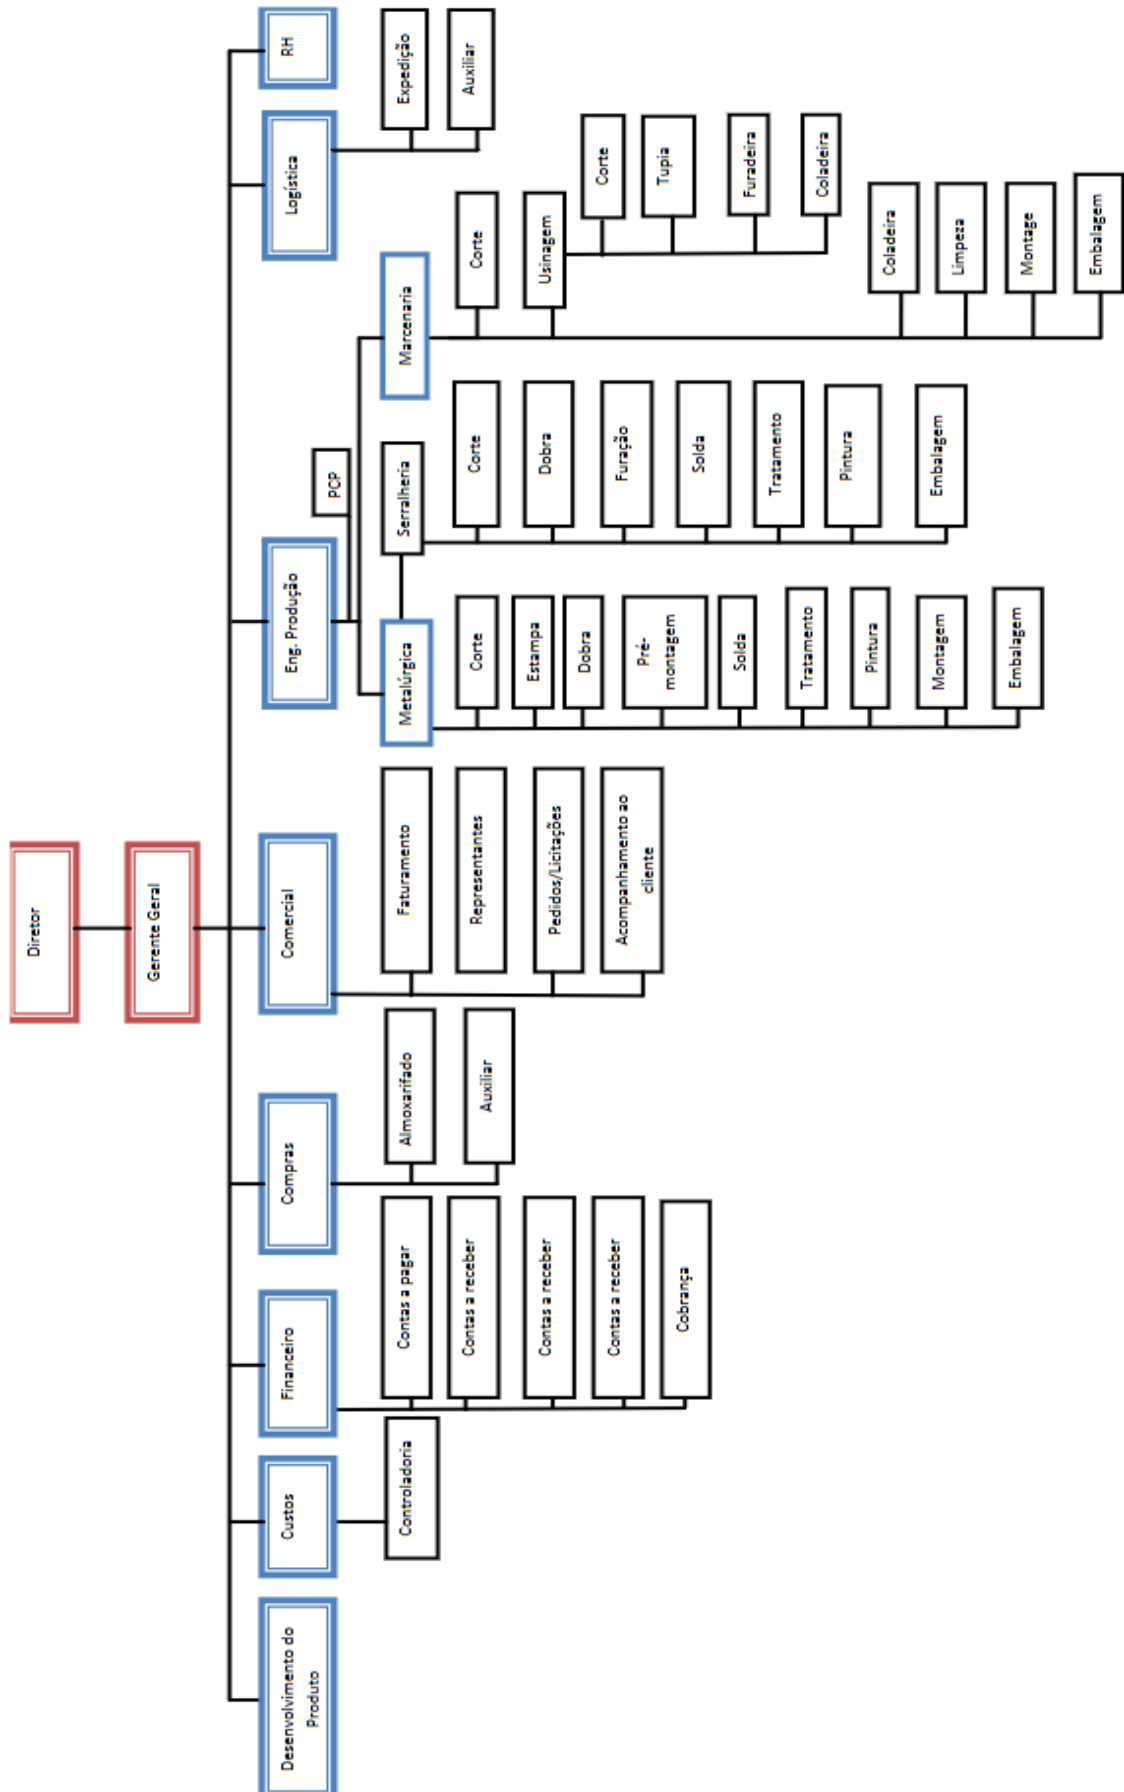 Diretor
Gerente Geral
Desenvolvimento do
Produto
Custos
Financeiro
Compras
Comercial
Eng. Produção
Logística
RH
Controladoria
Contas a pagar
Contas a receber
Contas a receber
Contas a receber
Cobrança
Almoxarifado
Auxiliar
Faturamento
Representantes
Pedidos/Licitações
Acompanhamento ao
cliente
PCP
Metalúrgica
Serralheria
Marcenaria
Corte
Estampa
Dobra
Pré-
montagem
Solda
Tratamento
Pintura
Montagem
Embalagem
Corte
Dobra
Furação
Solda
Tratamento
Pintura
Embalagem
Corte
Usinagem
Corte
Tupia
Furadeira
Coladeira
Coladeira
Limpeza
Montage
Embalagem
Expedição
Auxiliar